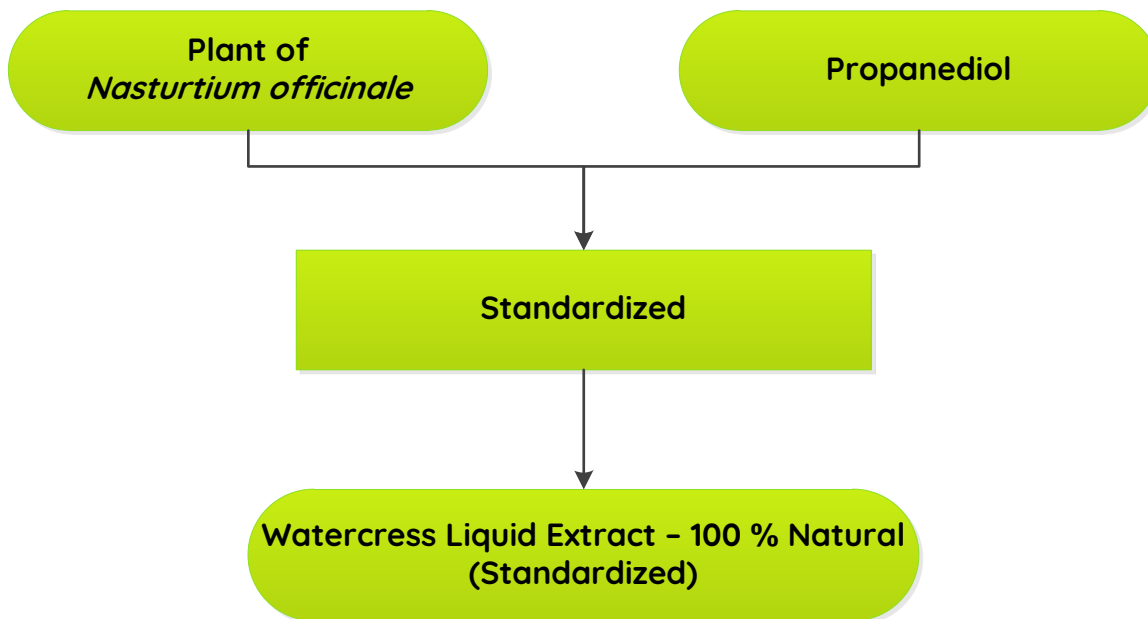 Plant of
Nasturtium officinale
Propanediol
Standardized
Watercress Liquid Extract – 100 % Natural
(Standardized)